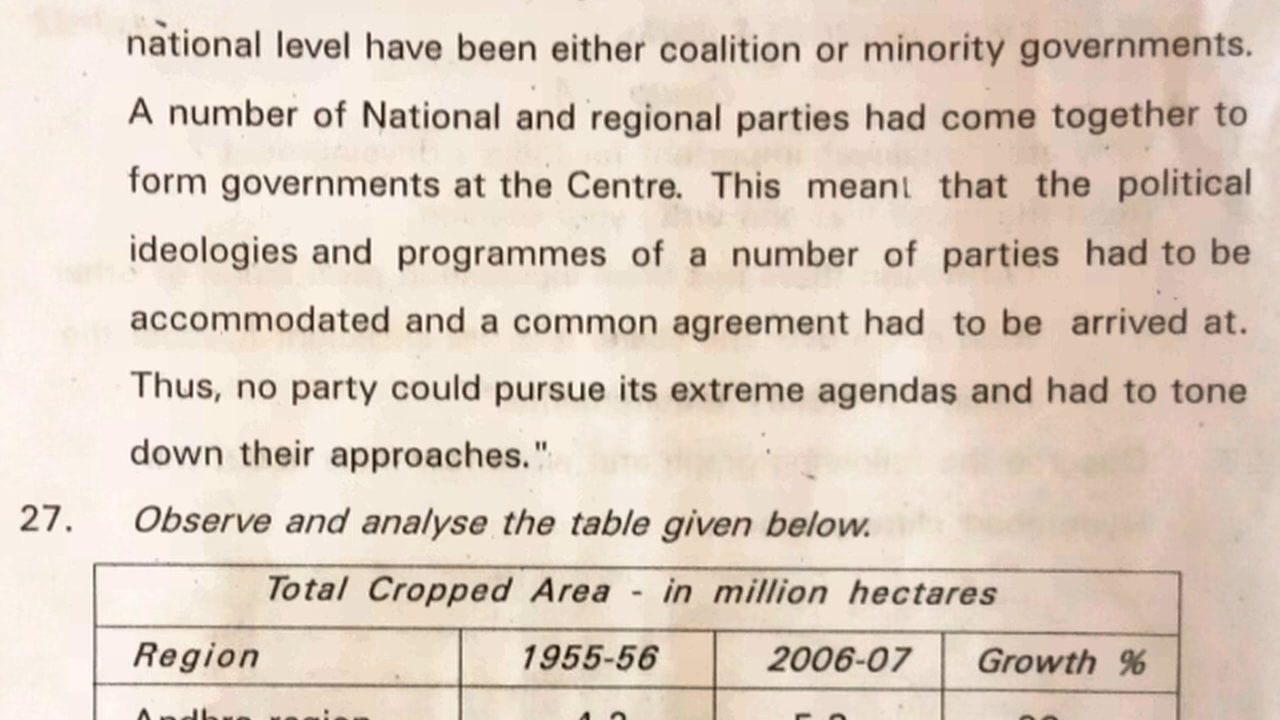 national level have been either coalition or minority governments.
A number of National and regional parties had come together to
form governments at the Centre. This meant that the political
ideologies and programmes of a number of parties had to be
accommodated and a common agreement had to be arrived at.
Thus, no party could pursue its extreme agendas and had to tone
down their approaches."
27. Observe and analyse the table given below.
Total Cropped Area - in million hectares
Region 1955-56 2006-07 Growth %
Andhra region